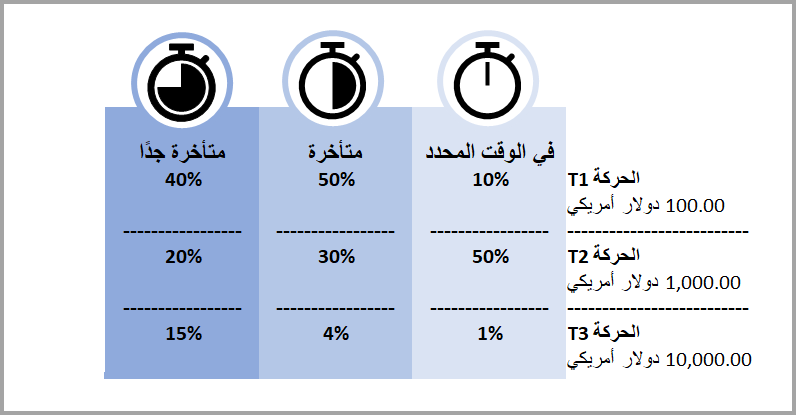 في الوقت المحدد متأخرة متأخرة جدًا
الحركة T1 10% 50% 40%
100.00 دولار أمريكي
------------------------- ----------------- ----------------- -----------------
الحركة T2 50% 30% 20%
1,000.00 دولار أمريكي
------------------------- ----------------- ----------------- -----------------
الحركة T3 1% 4% 15%
10,000.00 دولار أمريكي